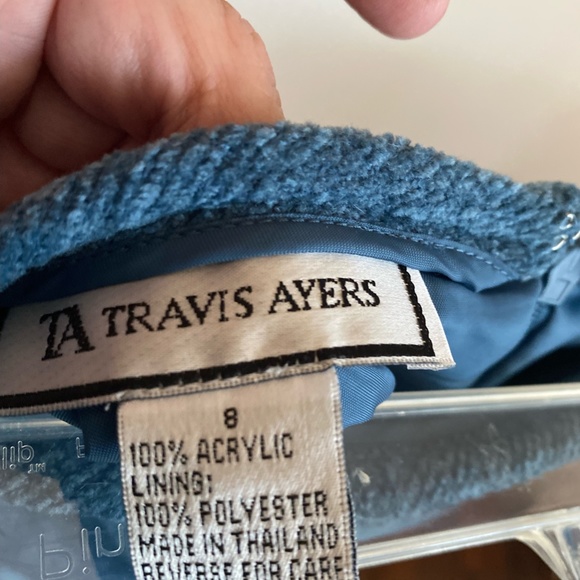 TA TRAVIS AYERS
8
100% ACRYLIC
LINING:
100% POLYESTER
MADE IN THAILAND
REVERSE FOR CARE